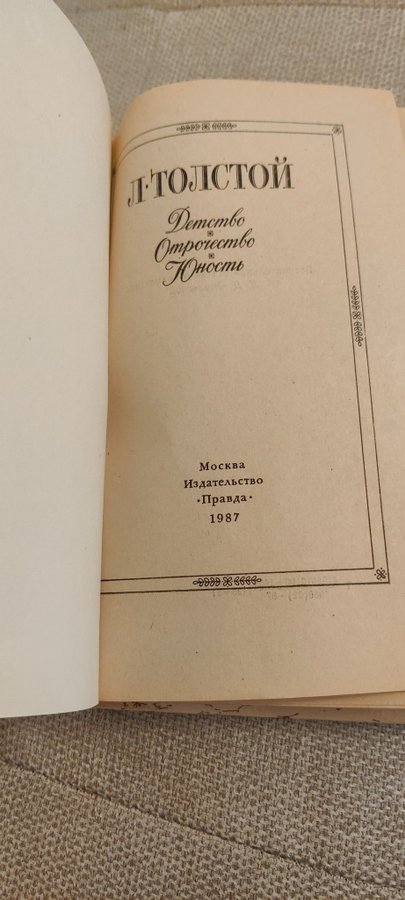 Л·ТОЛСТОЙ
Детство
Отрочество
Юность
Москва
Издательство
·Правда·
1987